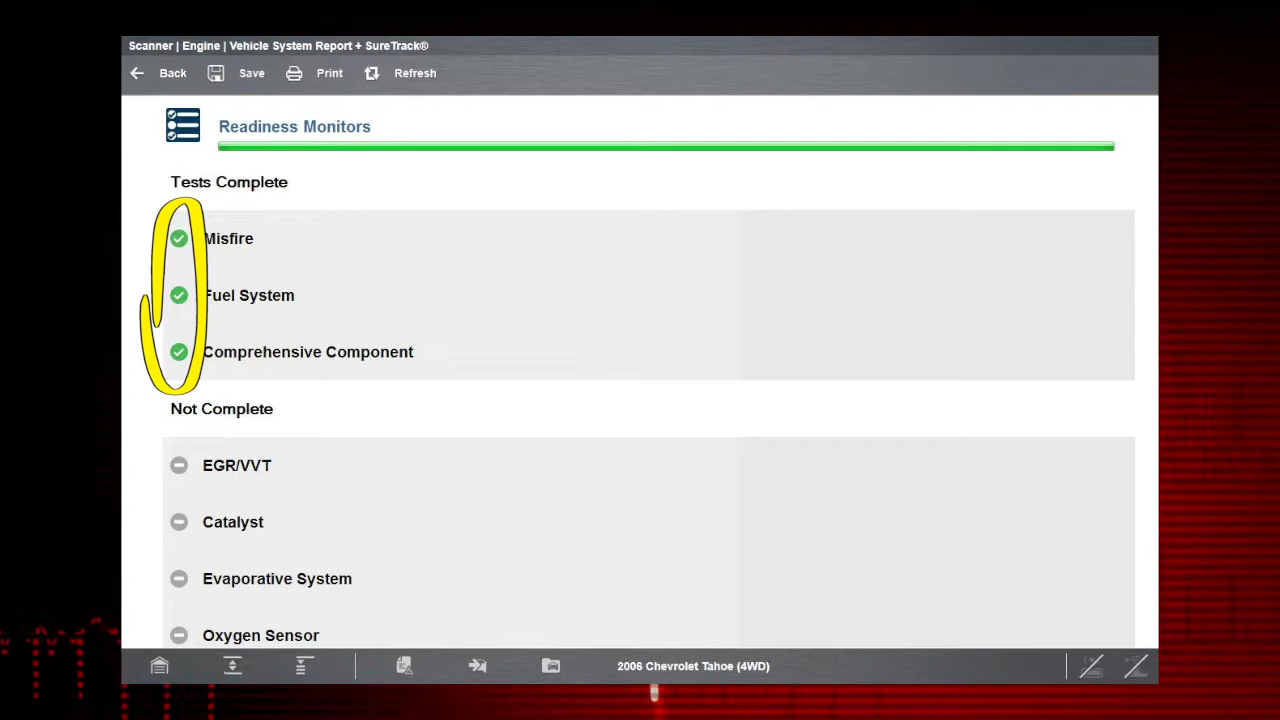 Scanner | Engine | Vehicle System Report + SureTrack®
Back Save Print Refresh
Readiness Monitors
Tests Complete
Misfire
Fuel System
Comprehensive Component
Not Complete
EGR/VVT
Catalyst
Evaporative System
Oxygen Sensor
2006 Chevrolet Tahoe (4WD)